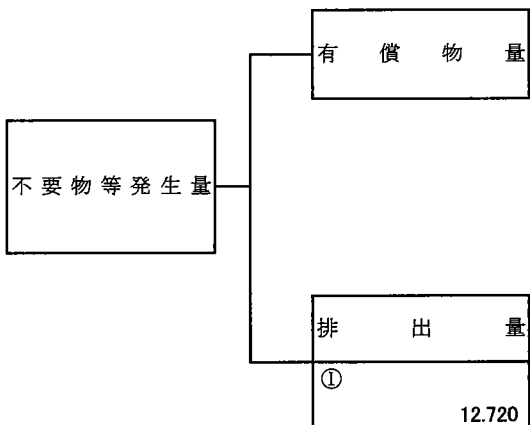 有償物量
不要物等発生量
排出量
①
12.720